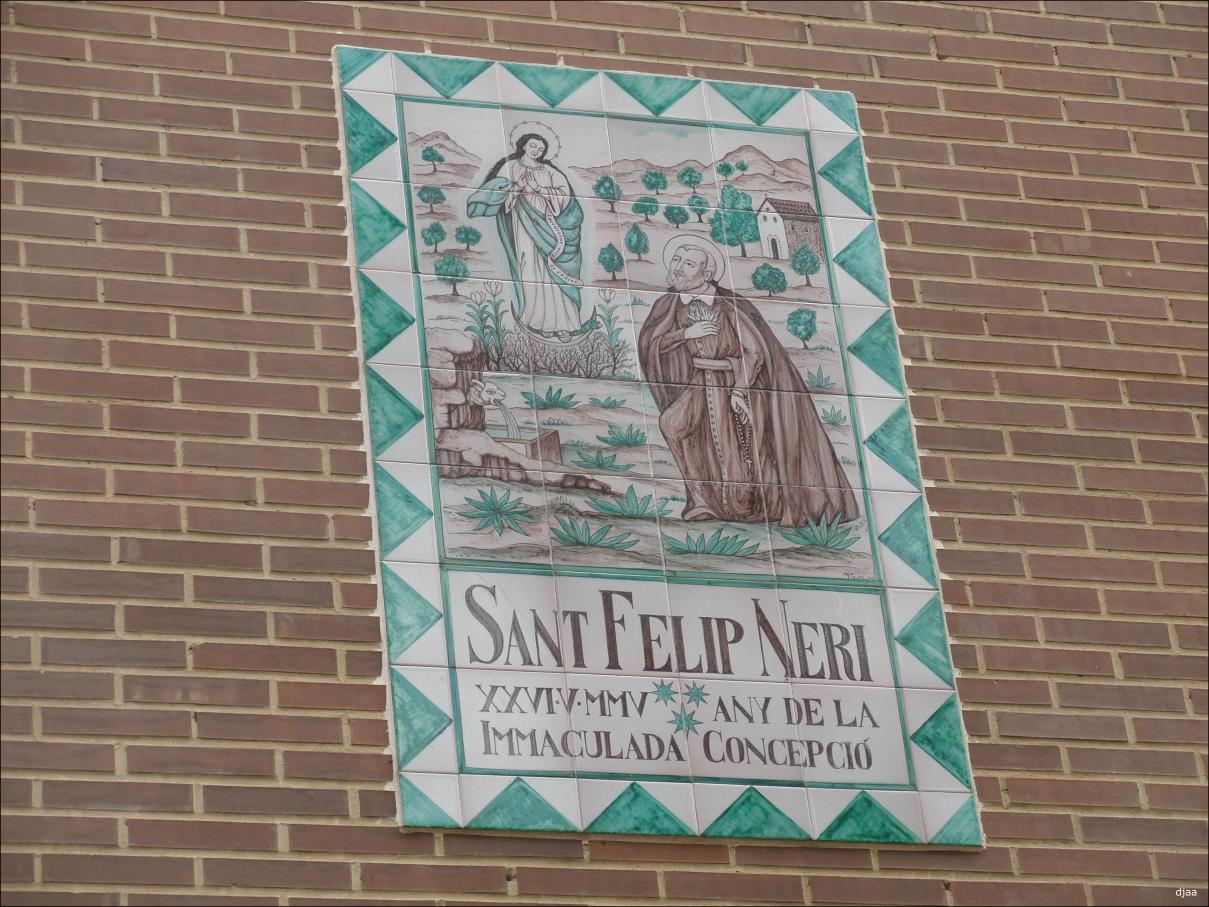 SANT FELIP NERI
XXVI·V·MMV ANY DE LA
IMMACULADA CONCEPCIÓ
djaa